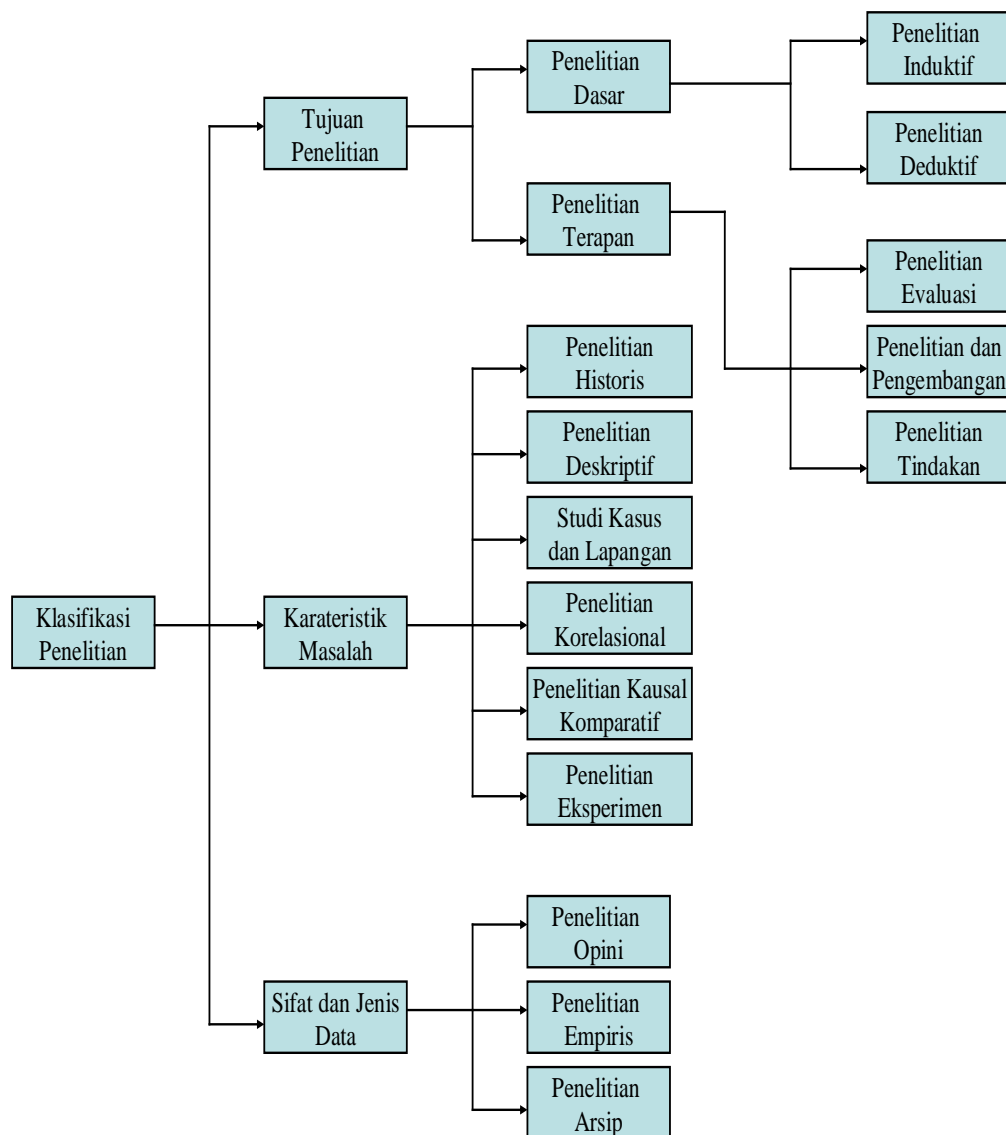 Klasifikasi
Penelitian
Tujuan
Penelitian
Penelitian
Dasar
Penelitian
Induktif
Penelitian
Deduktif
Penelitian
Terapan
Penelitian
Evaluasi
Penelitian dan
Pengembangan
Penelitian
Tindakan
Karateristik
Masalah
Penelitian
Historis
Penelitian
Deskriptif
Studi Kasus
dan Lapangan
Penelitian
Korelasional
Penelitian Kausal
Komparatif
Penelitian
Eksperimen
Sifat dan Jenis
Data
Penelitian
Opini
Penelitian
Empiris
Penelitian
Arsip